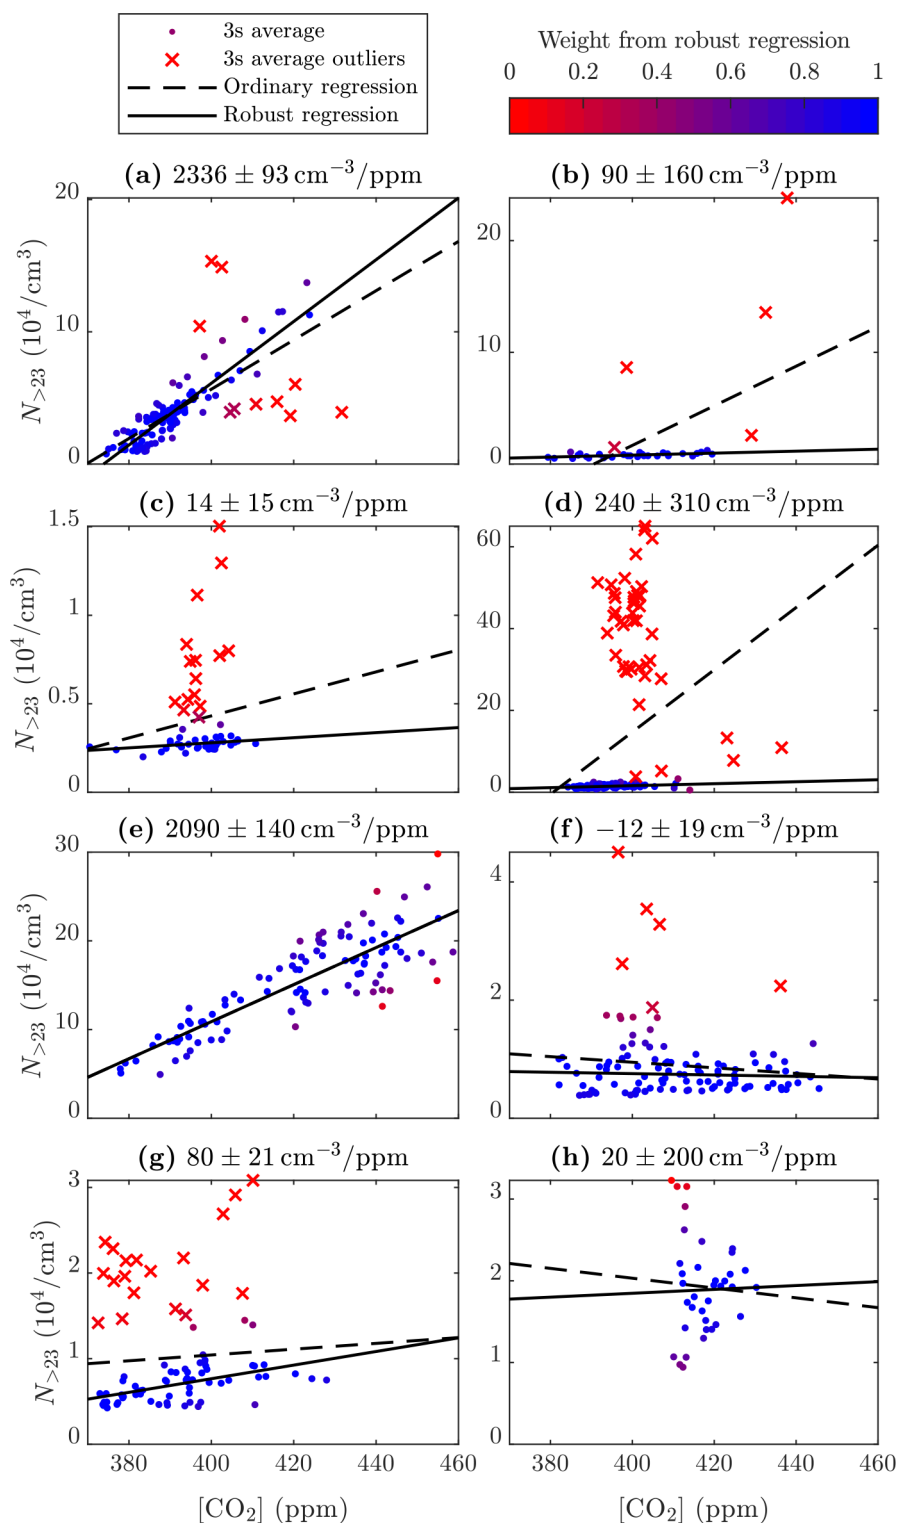 3s average
3s average outliers
Ordinary regression
Robust regression
Weight from robust regression
0 0.2 0.4 0.6 0.8 1
(a) 2336 ± 93 cm⁻³/ppm
(b) 90 ± 160 cm⁻³/ppm
N>23 (10⁴/cm³)
20
10
0
20
10
0
(c) 14 ± 15 cm⁻³/ppm
(d) 240 ± 310 cm⁻³/ppm
N>23 (10⁴/cm³)
1.5
1
0.5
0
60
40
20
0
(e) 2090 ± 140 cm⁻³/ppm
(f) −12 ± 19 cm⁻³/ppm
N>23 (10⁴/cm³)
30
20
10
0
4
2
0
(g) 80 ± 21 cm⁻³/ppm
(h) 20 ± 200 cm⁻³/ppm
N>23 (10⁴/cm³)
3
2
1
0
3
2
1
0
380 400 420 440 460
380 400 420 440 460
[CO₂] (ppm)
[CO₂] (ppm)